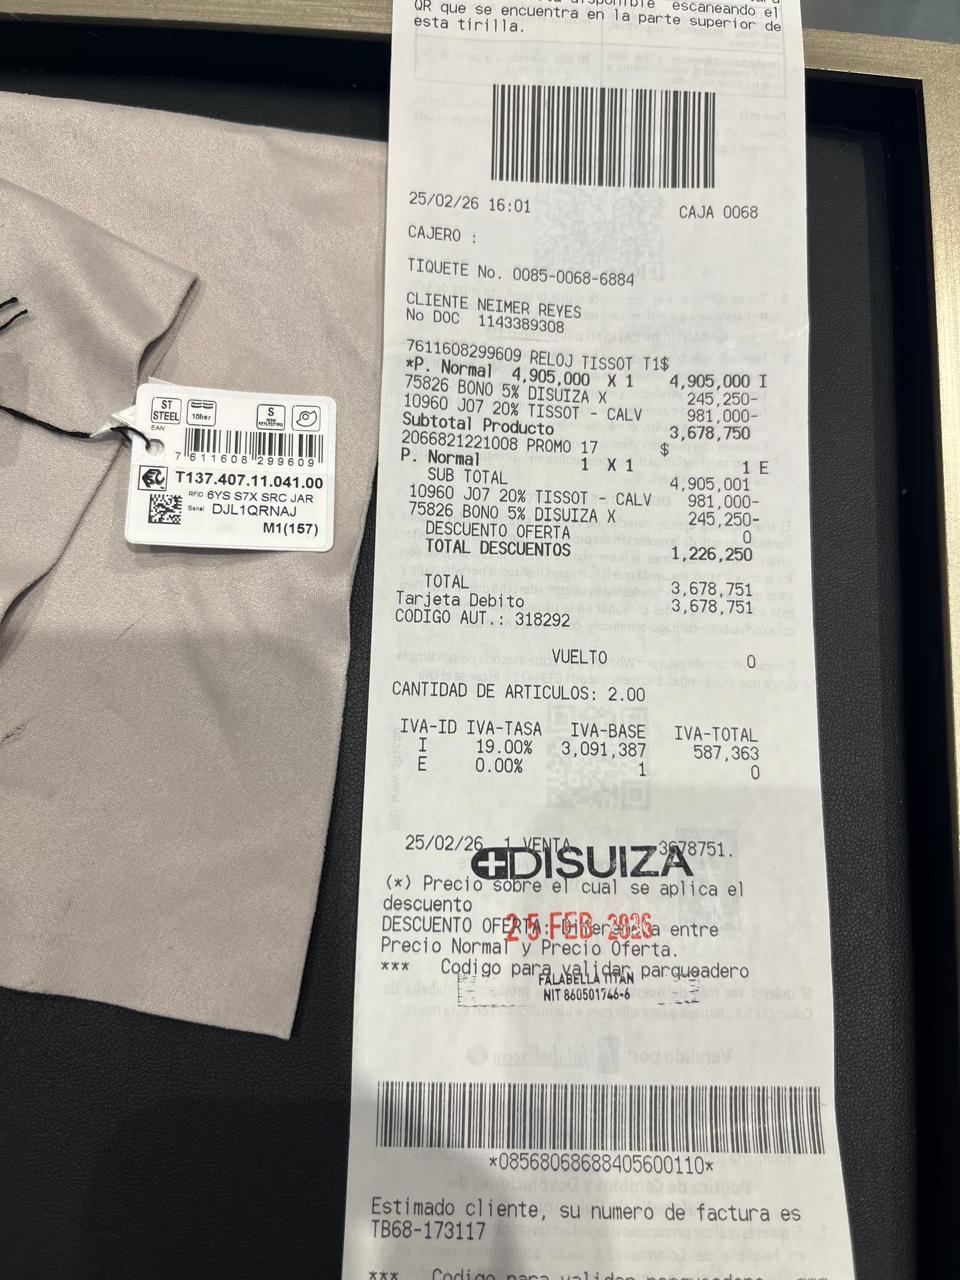 QR que se encuentra en la parte superior de
esta tirilla.
25/02/26 16:01 CAJA 0068
CAJERO :
TIQUETE No. 0085-0068-6884
CLIENTE NEIMER REYES
No DOC 1143389308
7611608299609 RELOJ TISSOT T1$
*P. Normal 4,905,000 X 1 4,905,000 I
75826 BONO 5% DISUIZA X 245,250-
10960 J07 20% TISSOT - CALV 981,000-
Subtotal Producto 3,678,750
2066821221008 PROMO 17 $
P. Normal 1 X 1 1 E
SUB TOTAL 4,905,001
10960 J07 20% TISSOT - CALV 981,000-
75826 BONO 5% DISUIZA X 245,250-
DESCUENTO OFERTA 0
TOTAL DESCUENTOS 1,226,250
TOTAL 3,678,751
Tarjeta Debito 3,678,751
CODIGO AUT.: 318292
VUELTO 0
CANTIDAD DE ARTICULOS: 2.00
IVA-ID IVA-TASA IVA-BASE IVA-TOTAL
I 19.00% 3,091,387 587,363
E 0.00% 1 0
25/02/26 1 VENTA 3678751.
DISUIZA
(*) Precio sobre el cual se aplica el
descuento
DESCUENTO OFERTA: Diferencia entre
25 FEB 2026
Precio Normal y Precio Oferta.
*** Codigo para validar parqueadero
FALABELLA TITAN
NIT 860501746-6
*08568068688405600110*
Estimado cliente, su numero de factura es
TB68-173117
*** Codigo para validar parqueadero ***
ST
STEEL
10bar
S
EAN
7 611608 299609
T137.407.11.041.00
RFID 6YS S7X SRC JAR
Serial DJL1QRNAJ
M1(157)